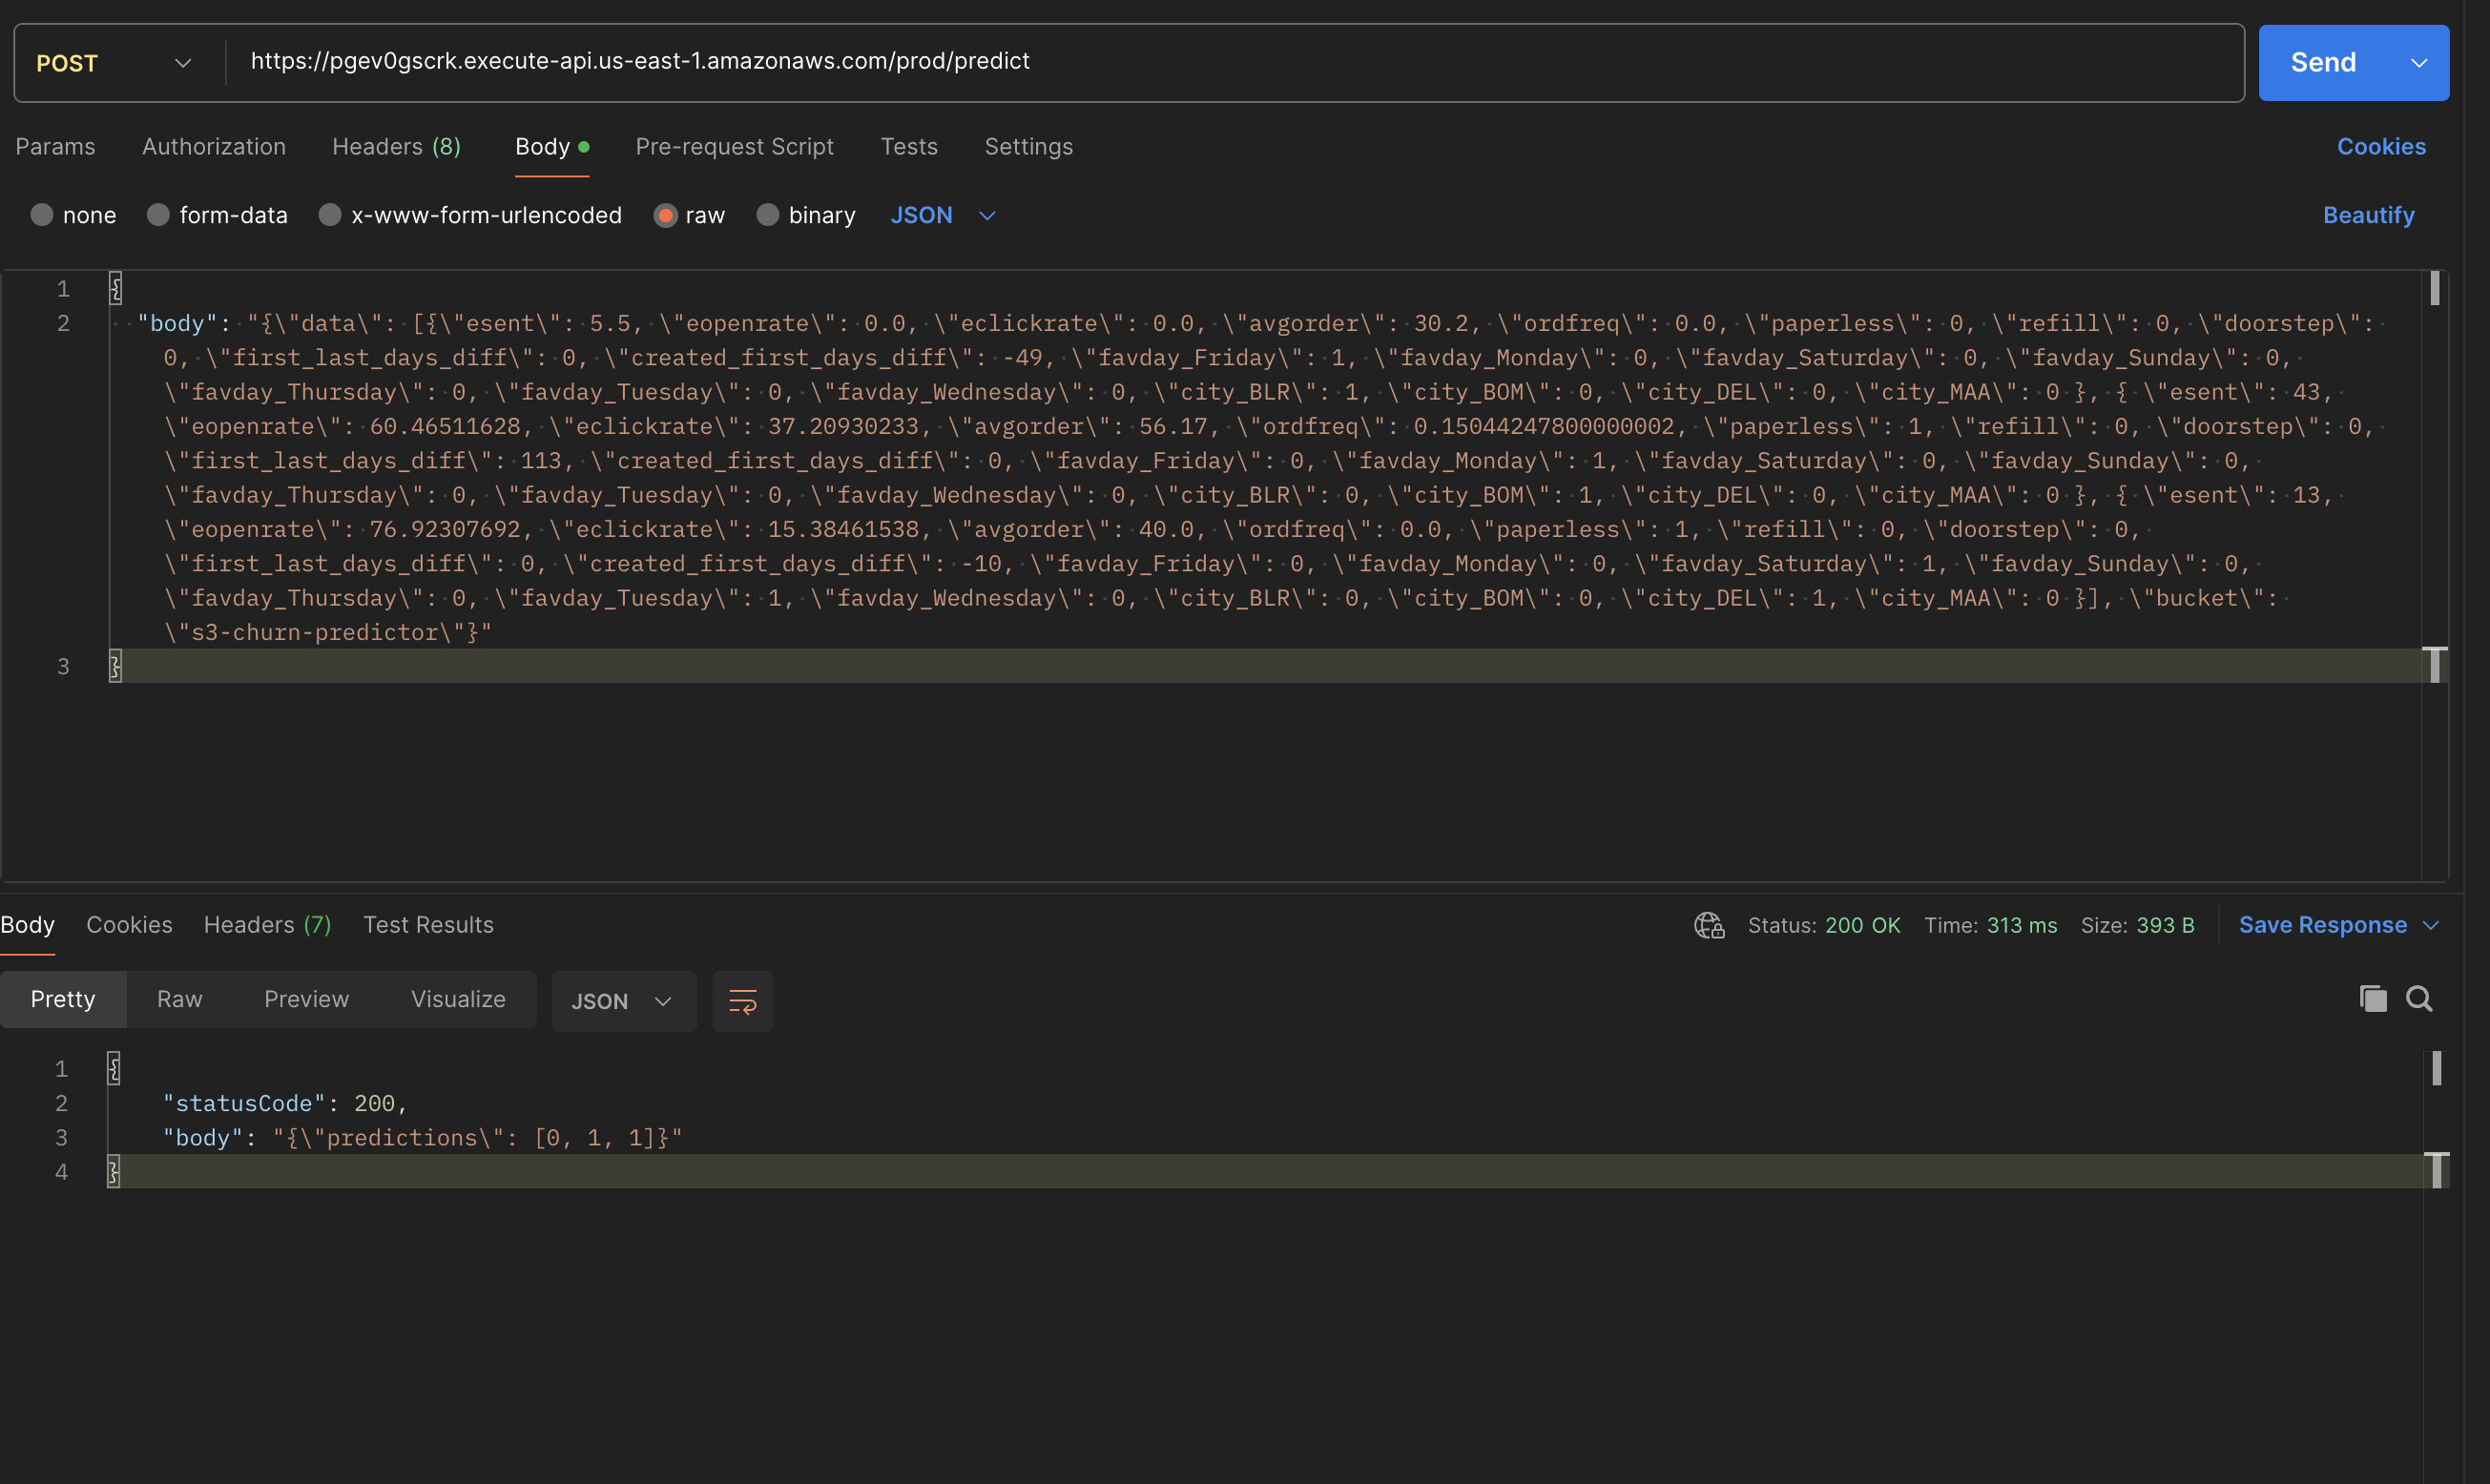 POST https://pgev0gscrk.execute-api.us-east-1.amazonaws.com/prod/predict Send
Params Authorization Headers (8) Body Pre-request Script Tests Settings Cookies
none form-data x-www-form-urlencoded raw binary JSON Beautify
1 {
2 "body": "{\"data\": [{\"esent\": 5.5, \"eopenrate\": 0.0, \"eclickrate\": 0.0, \"avgorder\": 30.2, \"ordfreq\": 0.0, \"paperless\": 0, \"refill\": 0, \"doorstep\":
0, \"first_last_days_diff\": 0, \"created_first_days_diff\": -49, \"favday_Friday\": 1, \"favday_Monday\": 0, \"favday_Saturday\": 0, \"favday_Sunday\": 0,
\"favday_Thursday\": 0, \"favday_Tuesday\": 0, \"favday_Wednesday\": 0, \"city_BLR\": 1, \"city_BOM\": 0, \"city_DEL\": 0, \"city_MAA\": 0 }, { \"esent\": 43,
\"eopenrate\": 60.46511628, \"eclickrate\": 37.20930233, \"avgorder\": 56.17, \"ordfreq\": 0.15044247800000002, \"paperless\": 1, \"refill\": 0, \"doorstep\": 0,
\"first_last_days_diff\": 113, \"created_first_days_diff\": 0, \"favday_Friday\": 0, \"favday_Monday\": 1, \"favday_Saturday\": 0, \"favday_Sunday\": 0,
\"favday_Thursday\": 0, \"favday_Tuesday\": 0, \"favday_Wednesday\": 0, \"city_BLR\": 0, \"city_BOM\": 1, \"city_DEL\": 0, \"city_MAA\": 0 }, { \"esent\": 13,
\"eopenrate\": 76.92307692, \"eclickrate\": 15.38461538, \"avgorder\": 40.0, \"ordfreq\": 0.0, \"paperless\": 1, \"refill\": 0, \"doorstep\": 0,
\"first_last_days_diff\": 0, \"created_first_days_diff\": -10, \"favday_Friday\": 0, \"favday_Monday\": 0, \"favday_Saturday\": 1, \"favday_Sunday\": 0,
\"favday_Thursday\": 0, \"favday_Tuesday\": 1, \"favday_Wednesday\": 0, \"city_BLR\": 0, \"city_BOM\": 0, \"city_DEL\": 1, \"city_MAA\": 0 }], \"bucket\":
\"s3-churn-predictor\"}"
3 }
Body Cookies Headers (7) Test Results Status: 200 OK Time: 313 ms Size: 393 B Save Response
Pretty Raw Preview Visualize JSON
1 {
2 "statusCode": 200,
3 "body": "{\"predictions\": [0, 1, 1]}"
4 }